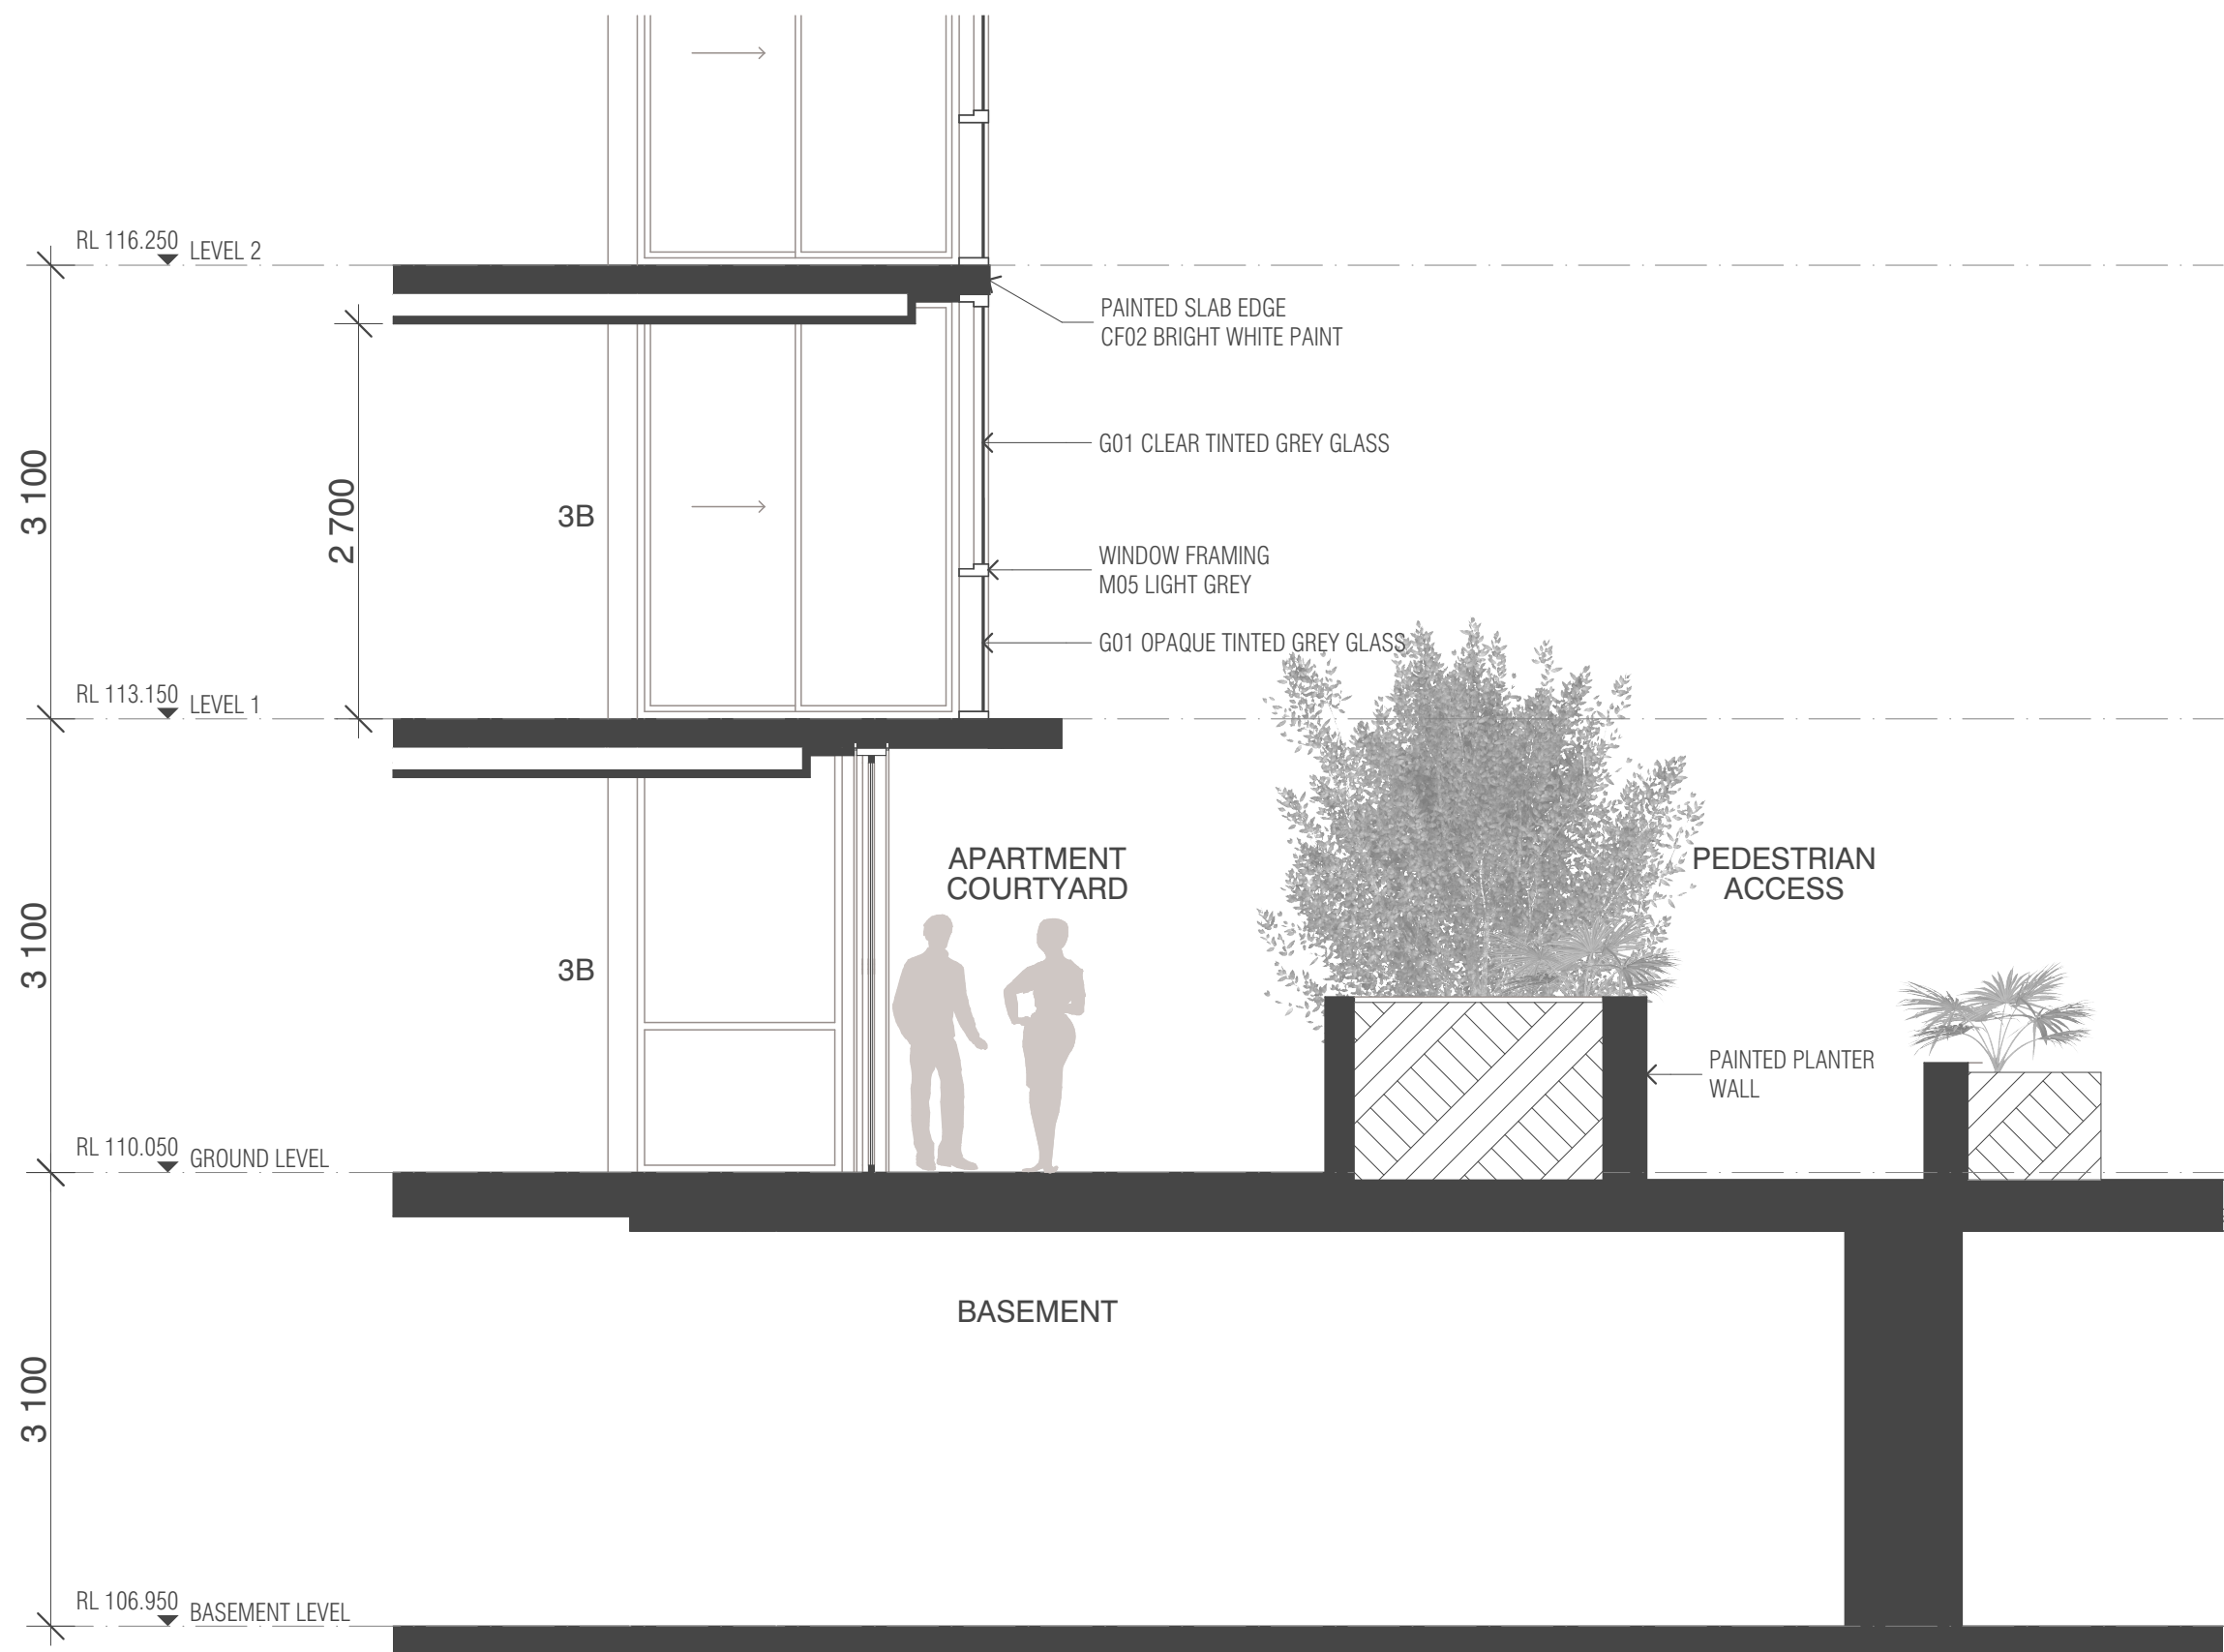 RL 116.250
LEVEL 2
PAINTED SLAB EDGE
CF02 BRIGHT WHITE PAINT
G01 CLEAR TINTED GREY GLASS
3 100
2 700
3B
WINDOW FRAMING
M05 LIGHT GREY
G01 OPAQUE TINTED GREY GLASS
RL 113.150
LEVEL 1
APARTMENT
COURTYARD
PEDESTRIAN
ACCESS
3 100
3B
PAINTED PLANTER
WALL
RL 110.050
GROUND LEVEL
BASEMENT
3 100
RL 106.950
BASEMENT LEVEL